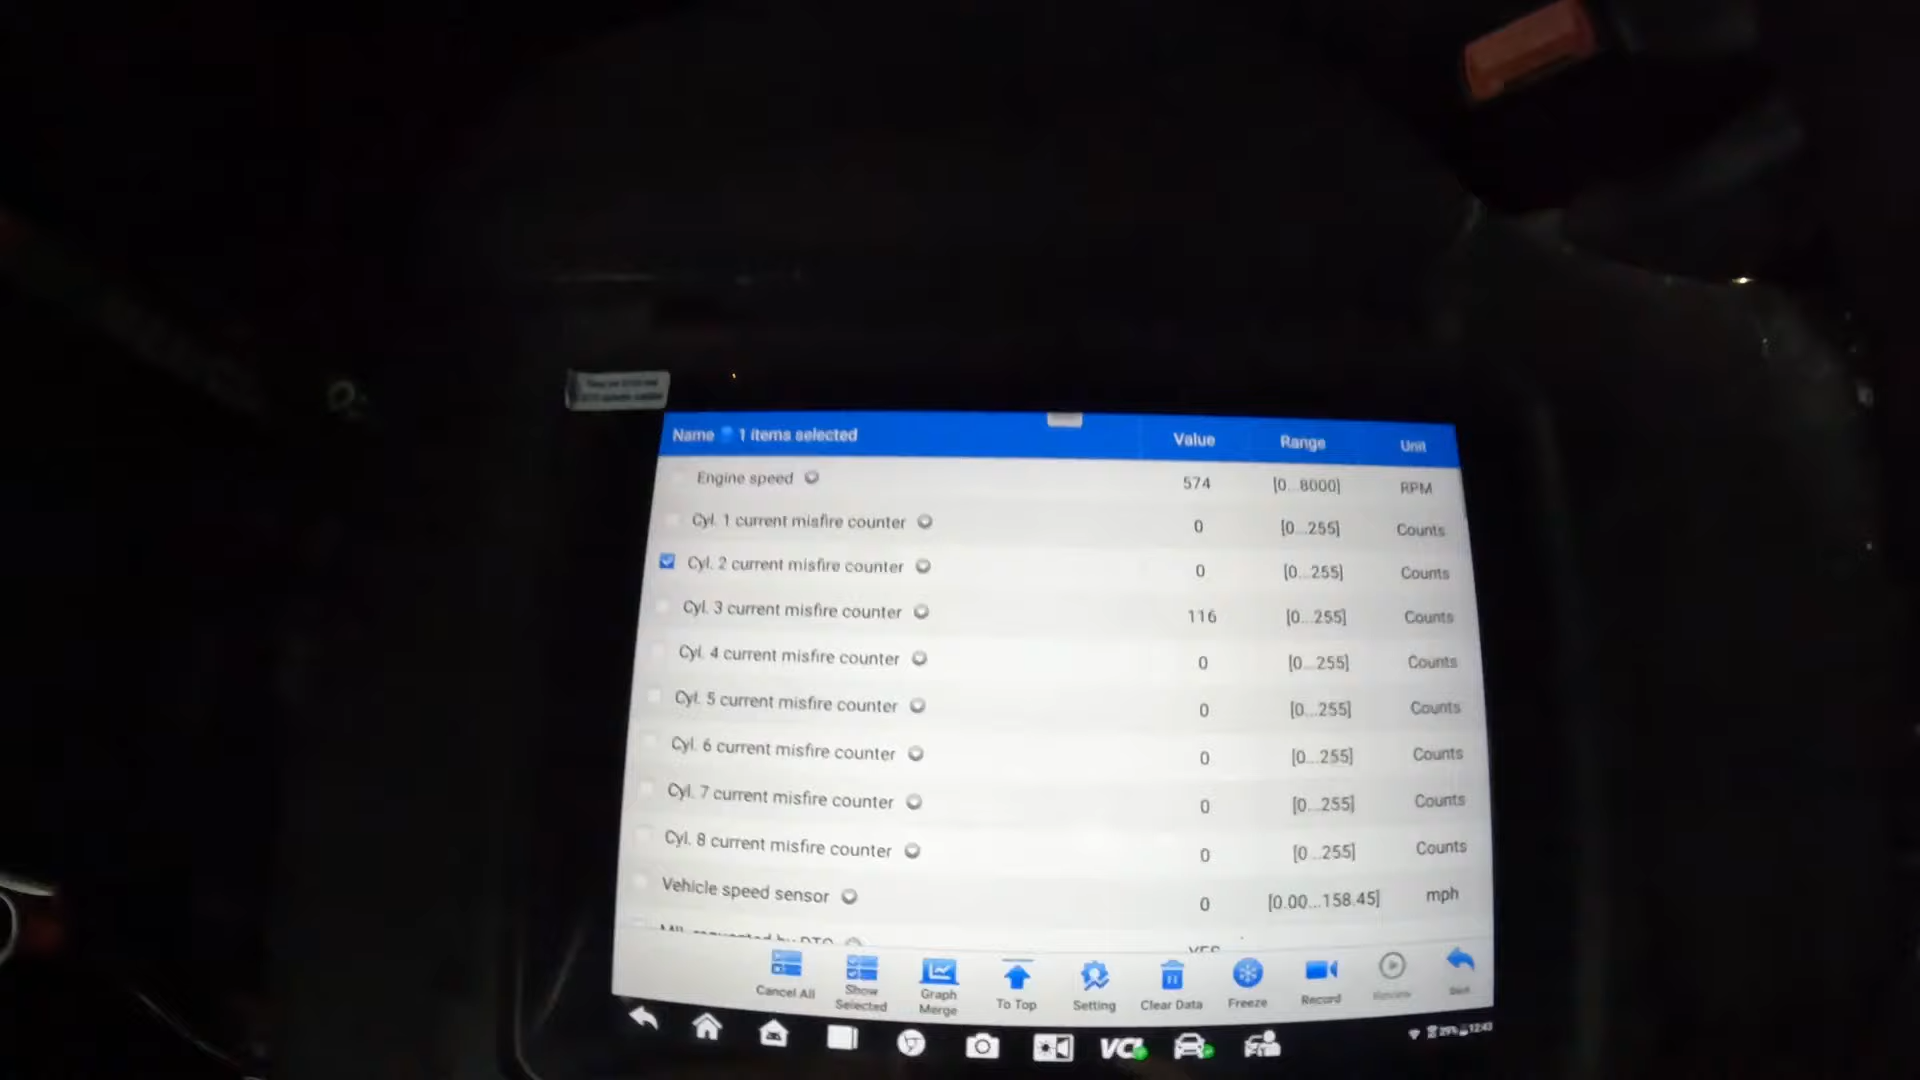 Name 1 items selected Value Range Unit
Engine speed 574 [0...8000] RPM
Cyl. 1 current misfire counter 0 [0...255] Counts
Cyl. 2 current misfire counter 0 [0...255] Counts
Cyl. 3 current misfire counter 116 [0...255] Counts
Cyl. 4 current misfire counter 0 [0...255] Counts
Cyl. 5 current misfire counter 0 [0...255] Counts
Cyl. 6 current misfire counter 0 [0...255] Counts
Cyl. 7 current misfire counter 0 [0...255] Counts
Cyl. 8 current misfire counter 0 [0...255] Counts
Vehicle speed sensor 0 [0.00...158.45] mph
Cancel All
Show Selected
Graph Merge
To Top
Setting
Clear Data
Freeze
Record
VCI
12:43